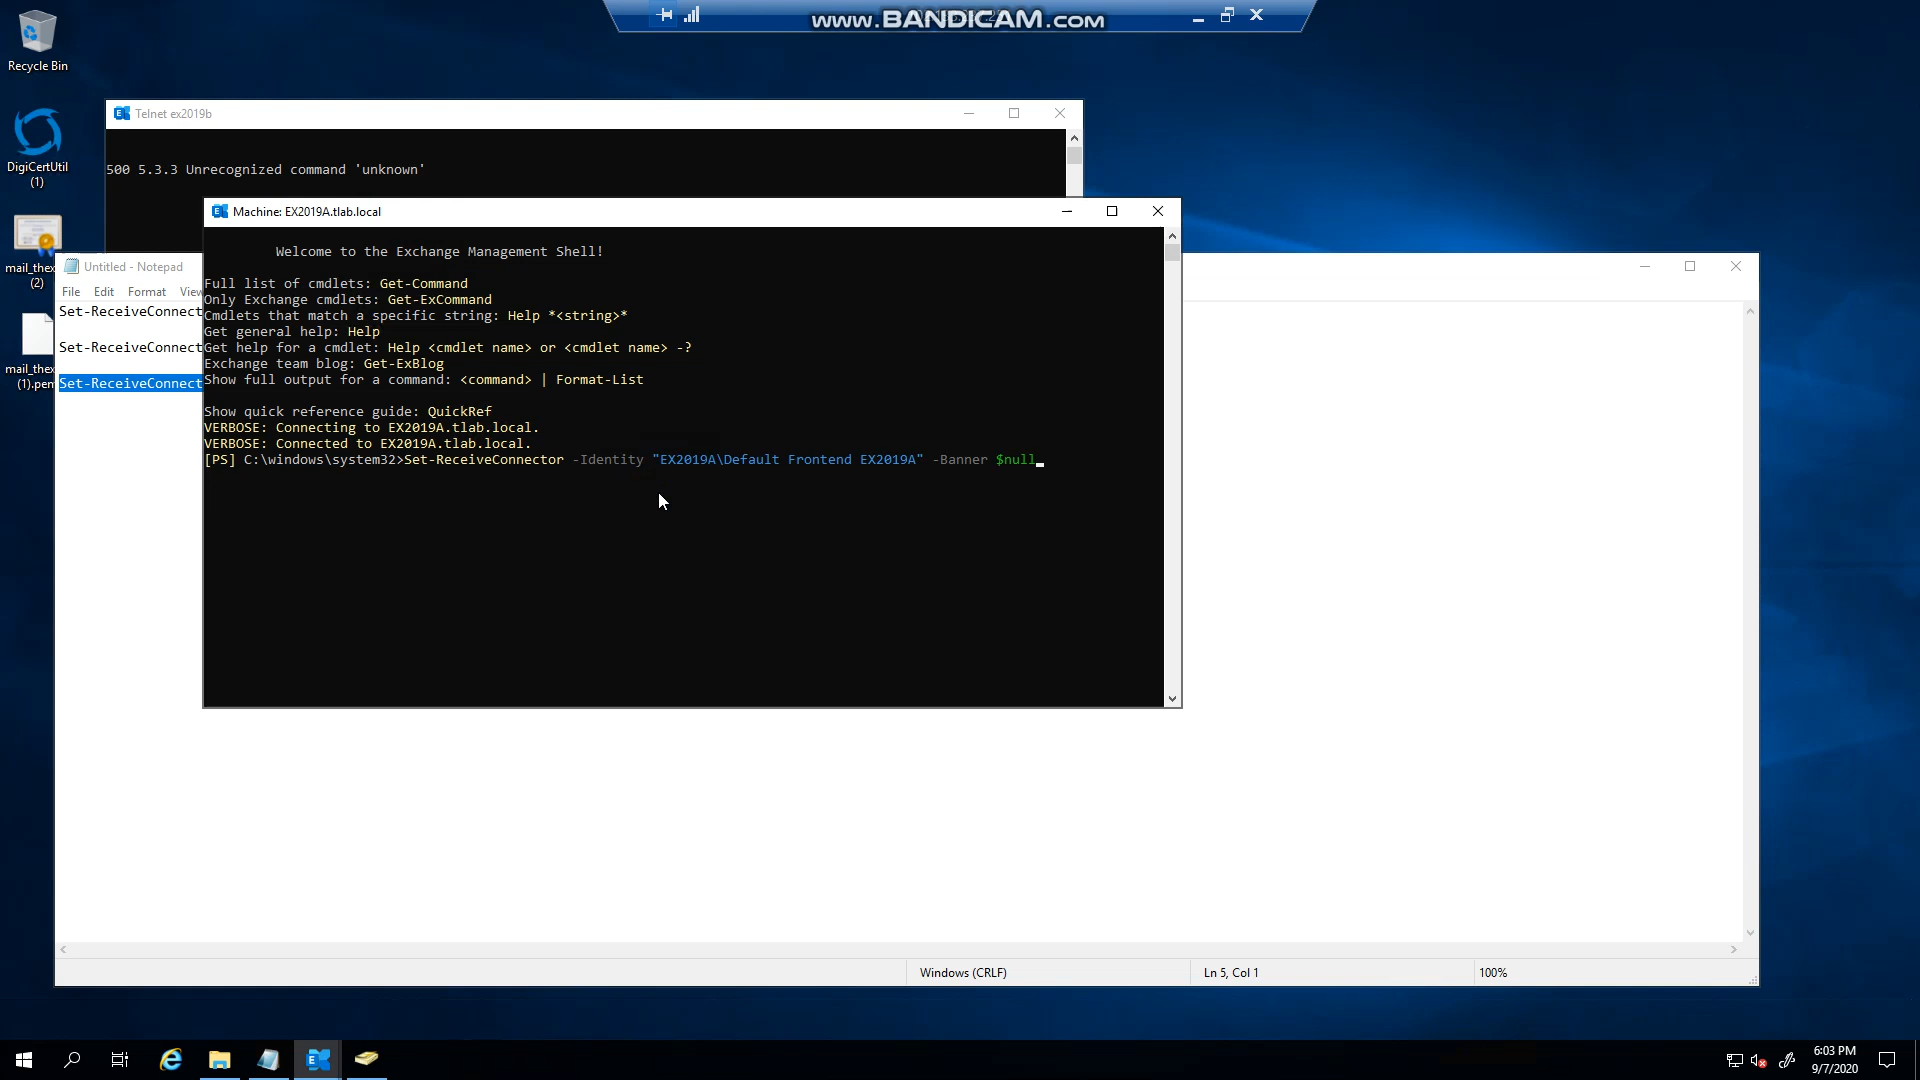 www.BANDICAM.com
Recycle Bin
DigiCertUtil
(1)
mail_thex
(2)
mail_thex
(1).pem
Telnet ex2019b
500 5.3.3 Unrecognized command 'unknown'
Untitled - Notepad
File Edit Format View
Set-ReceiveConnect
Set-ReceiveConnect
Set-ReceiveConnect
Machine: EX2019A.tlab.local
Welcome to the Exchange Management Shell!
Full list of cmdlets: Get-Command
Only Exchange cmdlets: Get-ExCommand
Cmdlets that match a specific string: Help *<string>*
Get general help: Help
Get help for a cmdlet: Help <cmdlet name> or <cmdlet name> -?
Exchange team blog: Get-ExBlog
Show full output for a command: <command> | Format-List
Show quick reference guide: QuickRef
VERBOSE: Connecting to EX2019A.tlab.local.
VERBOSE: Connected to EX2019A.tlab.local.
[PS] C:\windows\system32>Set-ReceiveConnector -Identity "EX2019A\Default Frontend EX2019A" -Banner $null
Windows (CRLF) Ln 5, Col 1 100%
6:03 PM
9/7/2020